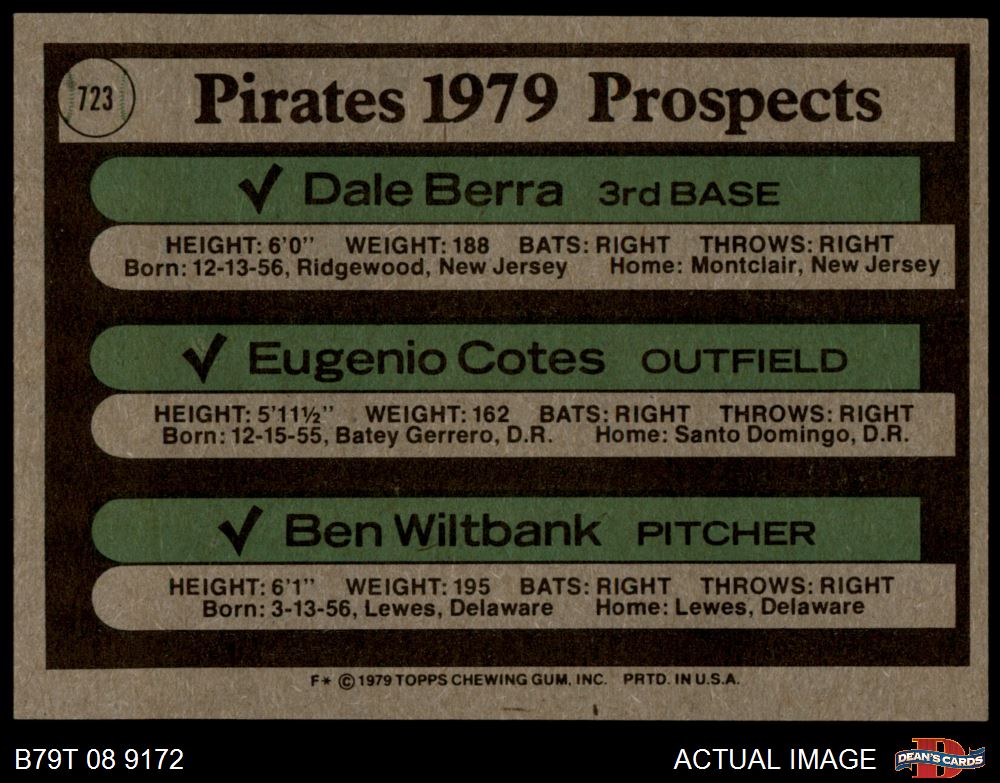 723
Pirates 1979 Prospects
✓ Dale Berra 3rd BASE
HEIGHT: 6'0" WEIGHT: 188 BATS: RIGHT THROWS: RIGHT
Born: 12-13-56, Ridgewood, New Jersey Home: Montclair, New Jersey
✓ Eugenio Cotes OUTFIELD
HEIGHT: 5'11½" WEIGHT: 162 BATS: RIGHT THROWS: RIGHT
Born: 12-15-55, Batey Gerrero, D.R. Home: Santo Domingo, D.R.
✓ Ben Wiltbank PITCHER
HEIGHT: 6'1" WEIGHT: 195 BATS: RIGHT THROWS: RIGHT
Born: 3-13-56, Lewes, Delaware Home: Lewes, Delaware
F* © 1979 TOPPS CHEWING GUM, INC. PRTD. IN U.S.A.
B79T 08 9172 ACTUAL IMAGE
D
DEAN'S CARDS